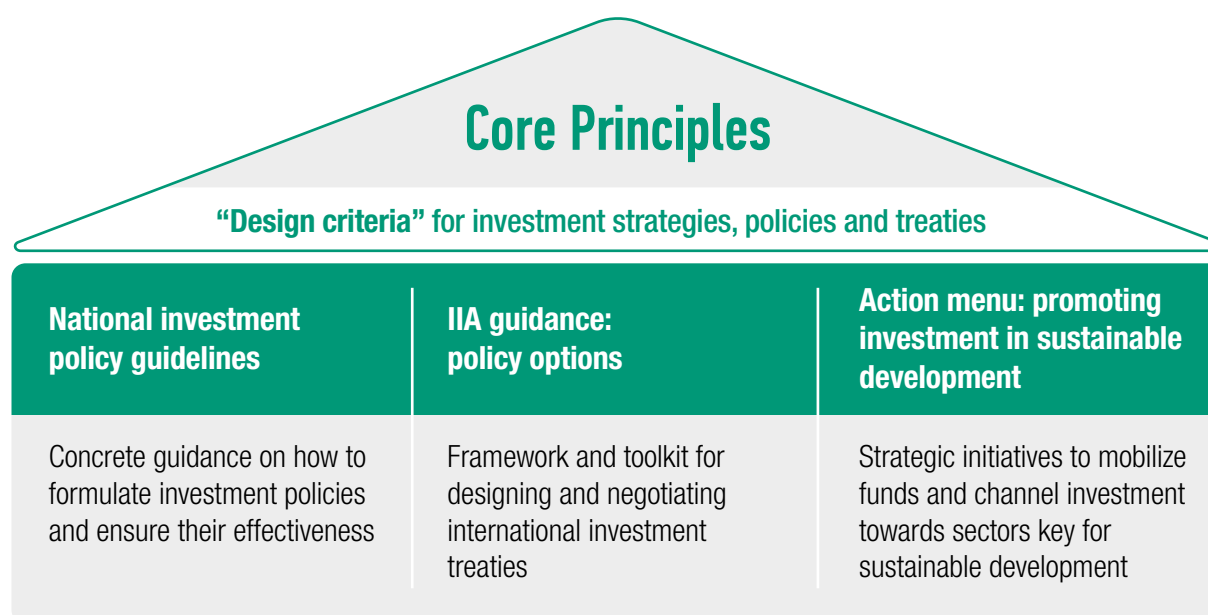 Core Principles
“Design criteria” for investment strategies, policies and treaties
National investment
policy guidelines
Concrete guidance on how to
formulate investment policies
and ensure their effectiveness
IIA guidance:
policy options
Framework and toolkit for
designing and negotiating
international investment
treaties
Action menu: promoting
investment in sustainable
development
Strategic initiatives to mobilize
funds and channel investment
towards sectors key for
sustainable development